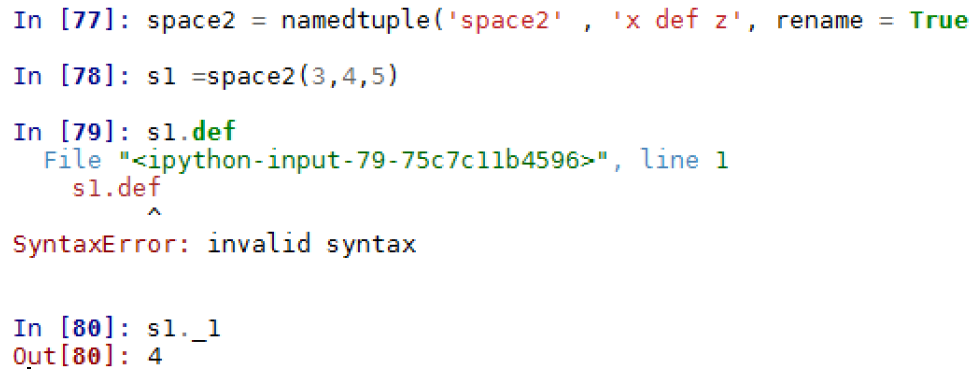 In [77]: space2 = namedtuple('space2' , 'x def z', rename = True
In [78]: s1 =space2(3,4,5)
In [79]: s1.def
File "<ipython-input-79-75c7c11b4596>", line 1
s1.def
^
SyntaxError: invalid syntax
In [80]: s1._1
Out[80]: 4